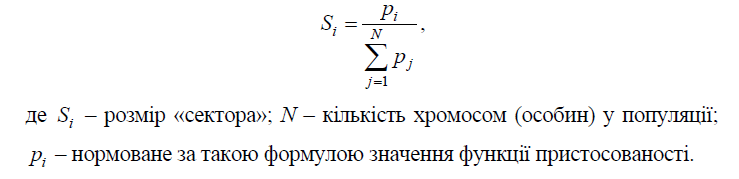 S_i = p_i / \sum_{j=1}^{N} p_j ,
де S_i – розмір «сектора»; N – кількість хромосом (особин) у популяції;
p_i – нормоване за такою формулою значення функції пристосованості.